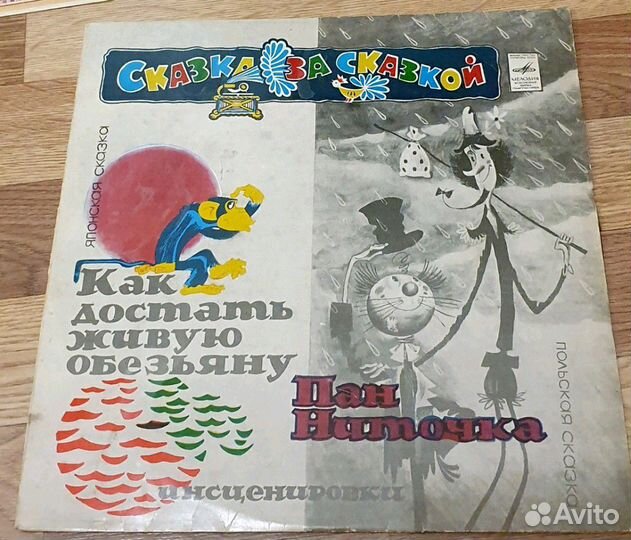 Сказка за сказкой
МЕЛОДИЯ
японская сказка
Как
достать
живую
обезьяну
Пан
Ниточка
польская сказка
инсценировки
Avito